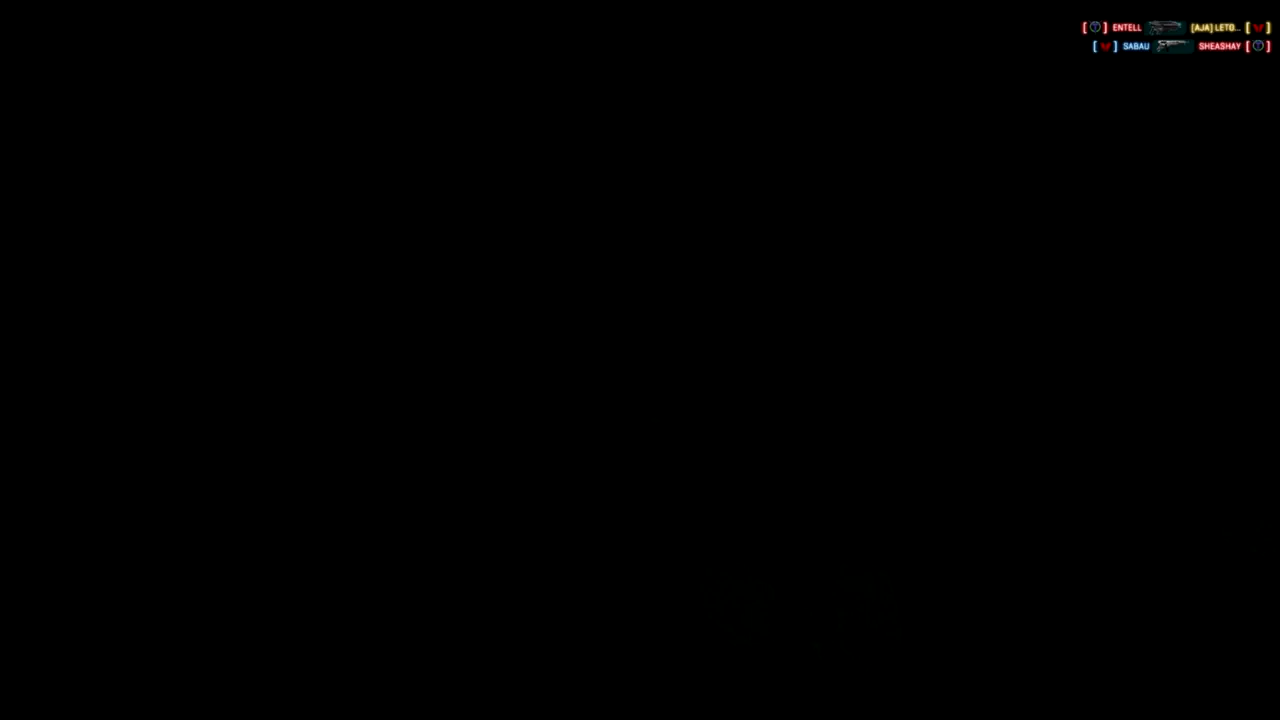 [ ] ENTELL [AJA] LETO... [ ]
[ ] SABAU SHEASHAY [ ]